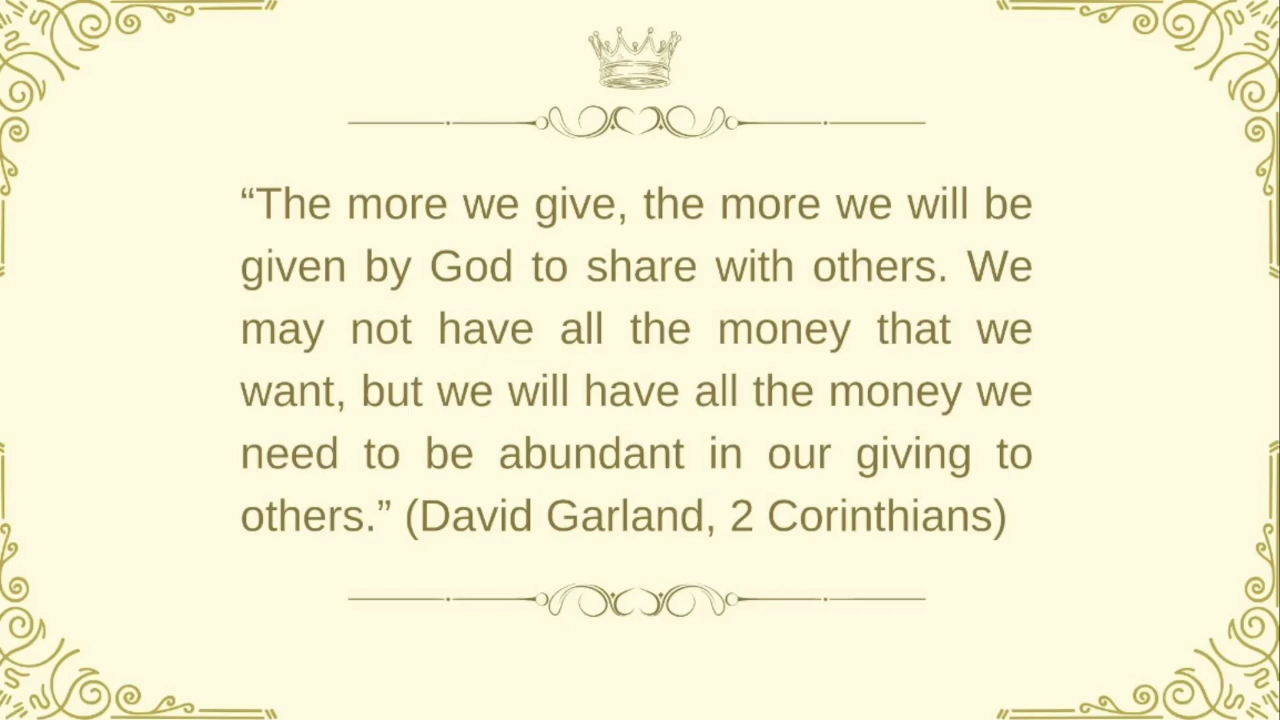 “The more we give, the more we will be
given by God to share with others. We
may not have all the money that we
want, but we will have all the money we
need to be abundant in our giving to
others.” (David Garland, 2 Corinthians)